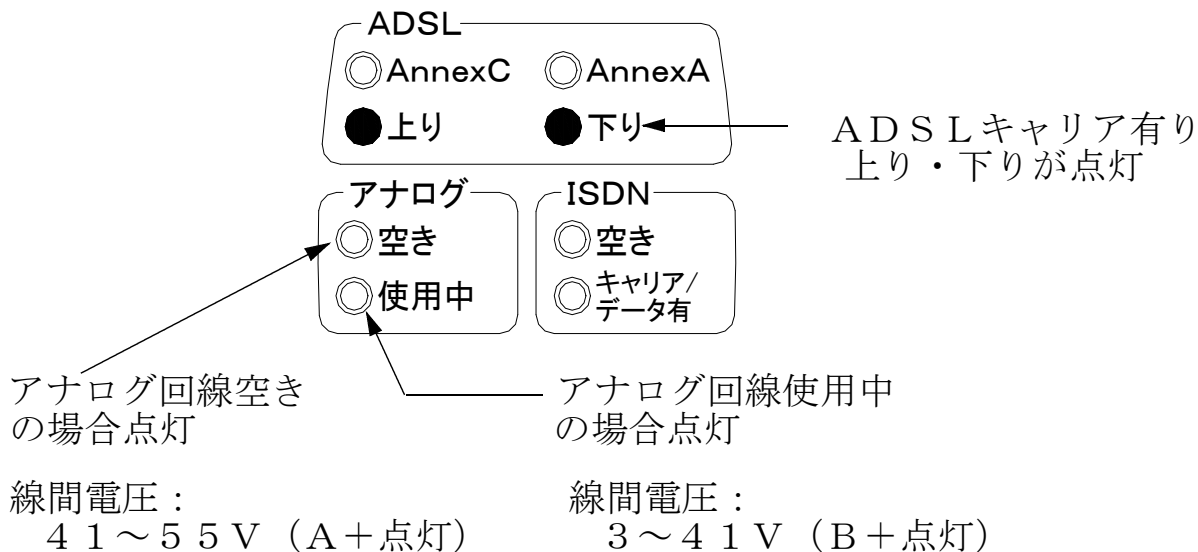 ADSL
AnnexC AnnexA
上り 下り
ADSLキャリア有り
上り・下りが点灯
アナログ ISDN
空き 空き
使用中 キャリア/
データ有
アナログ回線空き
の場合点灯
アナログ回線使用中
の場合点灯
線間電圧:
41~55V(A+点灯)
線間電圧:
3~41V(B+点灯)